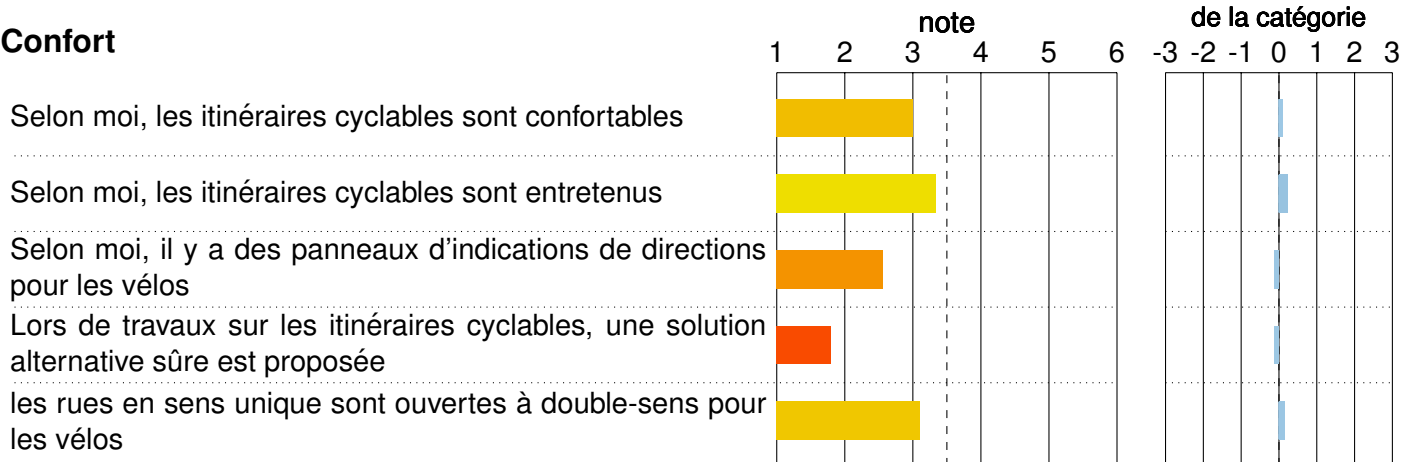 note
de la catégorie
Confort
1 2 3 4 5 6
-3 -2 -1 0 1 2 3
Selon moi, les itinéraires cyclables sont confortables
Selon moi, les itinéraires cyclables sont entretenus
Selon moi, il y a des panneaux d'indications de directions
pour les vélos
Lors de travaux sur les itinéraires cyclables, une solution
alternative sûre est proposée
les rues en sens unique sont ouvertes à double-sens pour
les vélos